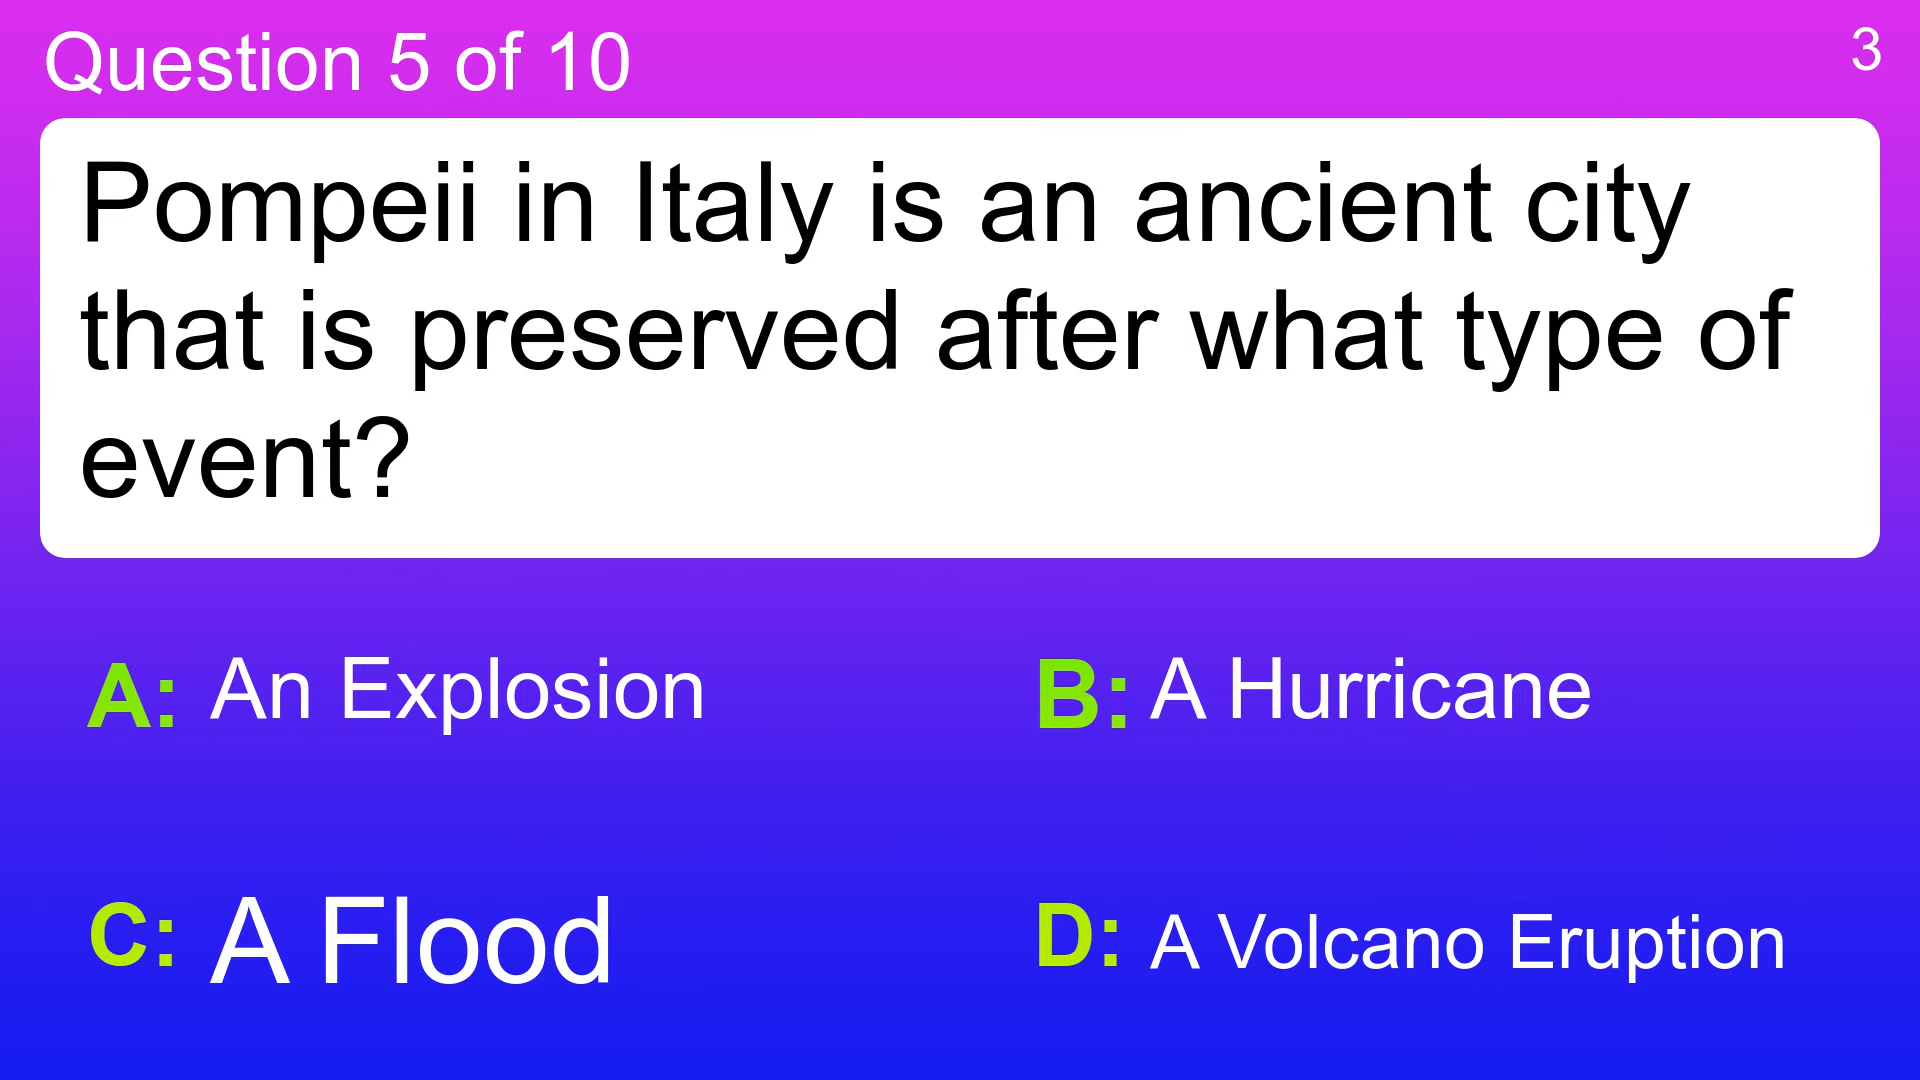 Question 5 of 10
3
Pompeii in Italy is an ancient city
that is preserved after what type of
event?
A: An Explosion
B: A Hurricane
C: A Flood
D: A Volcano Eruption